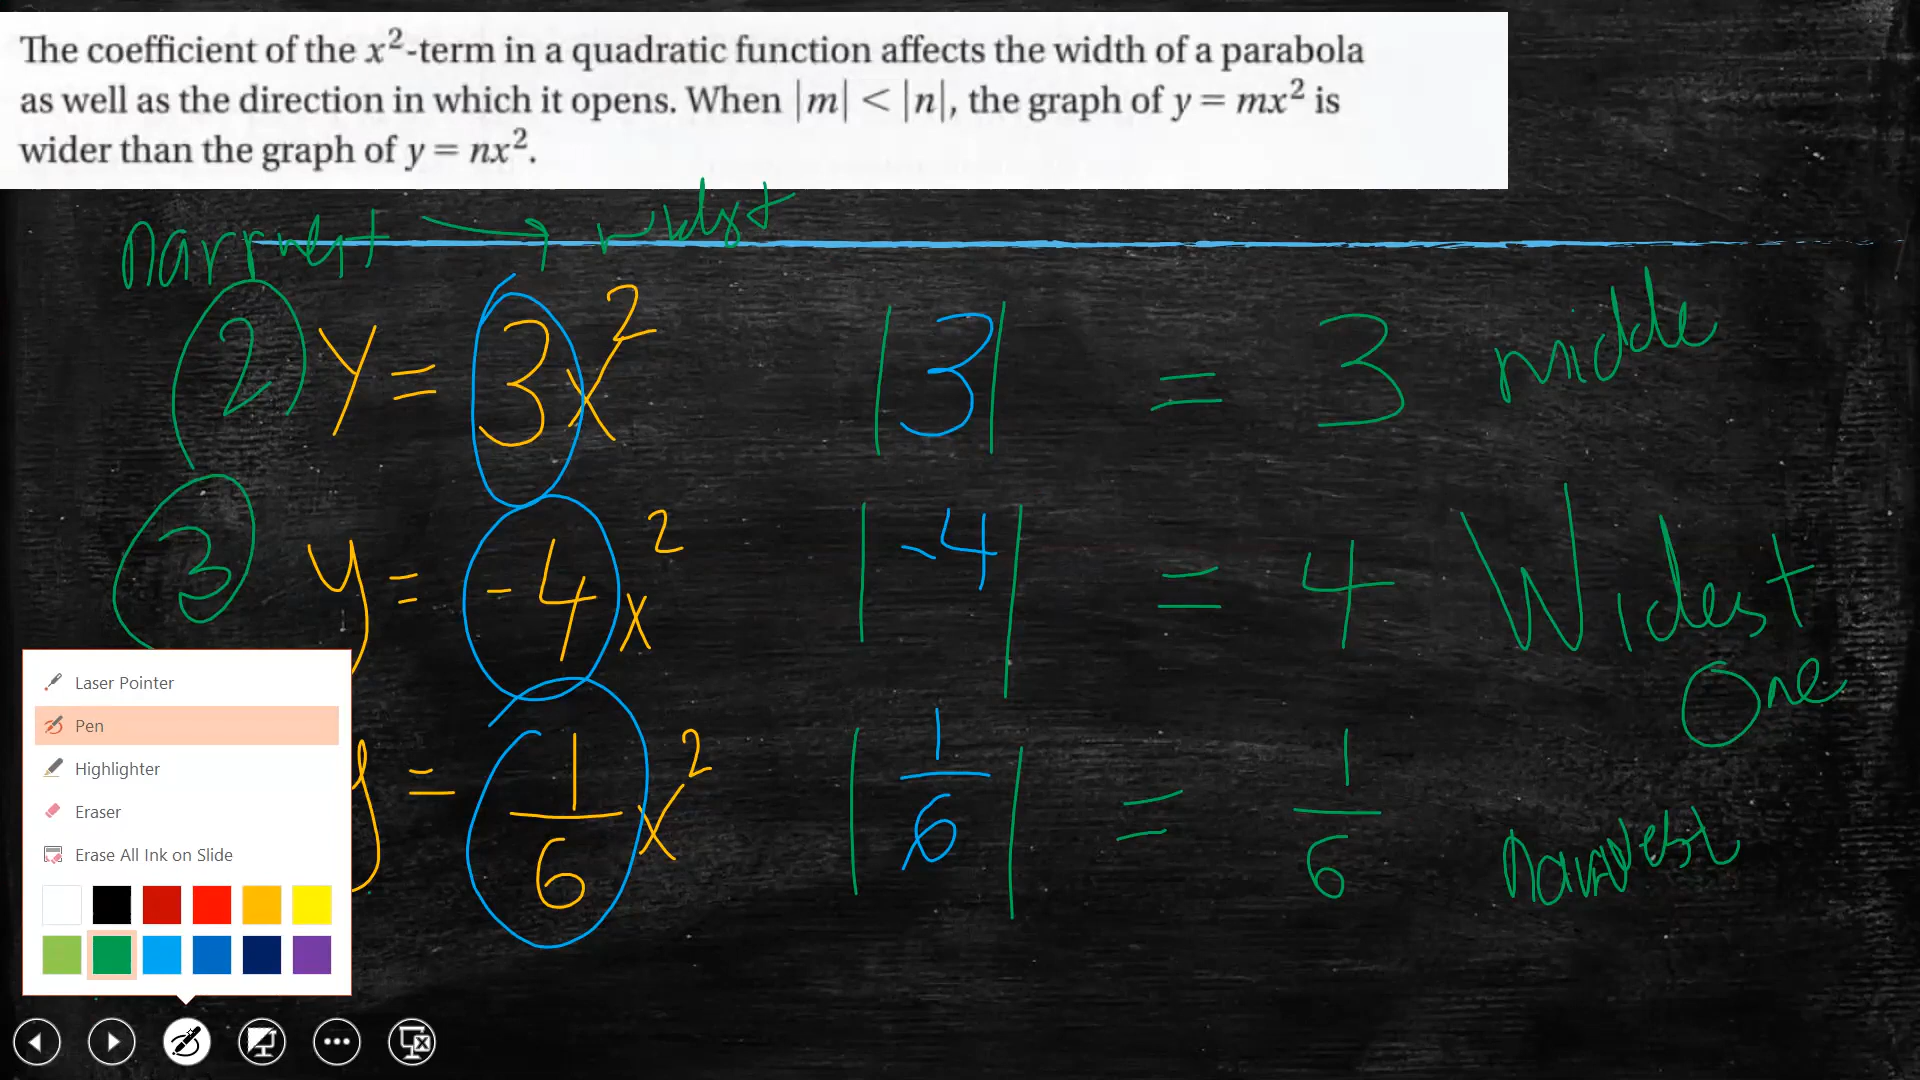 The coefficient of the x²-term in a quadratic function affects the width of a parabola
as well as the direction in which it opens. When |m| < |n|, the graph of y = mx² is
wider than the graph of y = nx².
→
2 y = 3x² |3| = 3 middle
3 y = -4x² |-4| = 4 Widest
One
y = 1/6 x² |1/6| = 1/6
Laser Pointer
Pen
Highlighter
Eraser
Erase All Ink on Slide